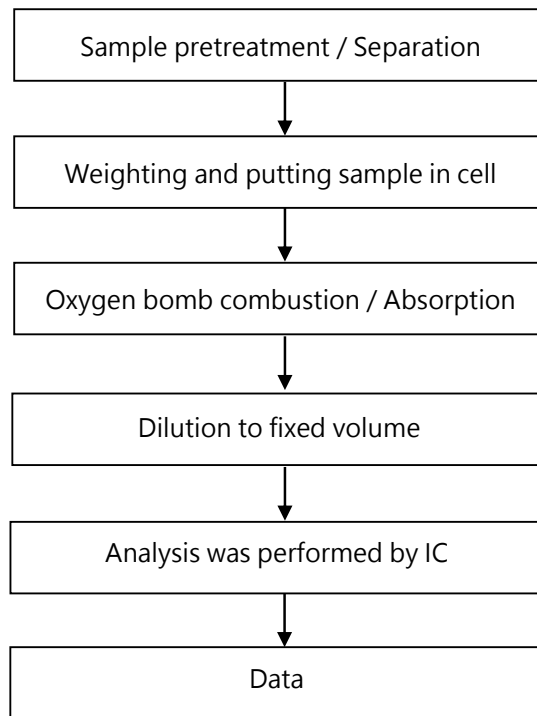 Sample pretreatment / Separation
Weighting and putting sample in cell
Oxygen bomb combustion / Absorption
Dilution to fixed volume
Analysis was performed by IC
Data